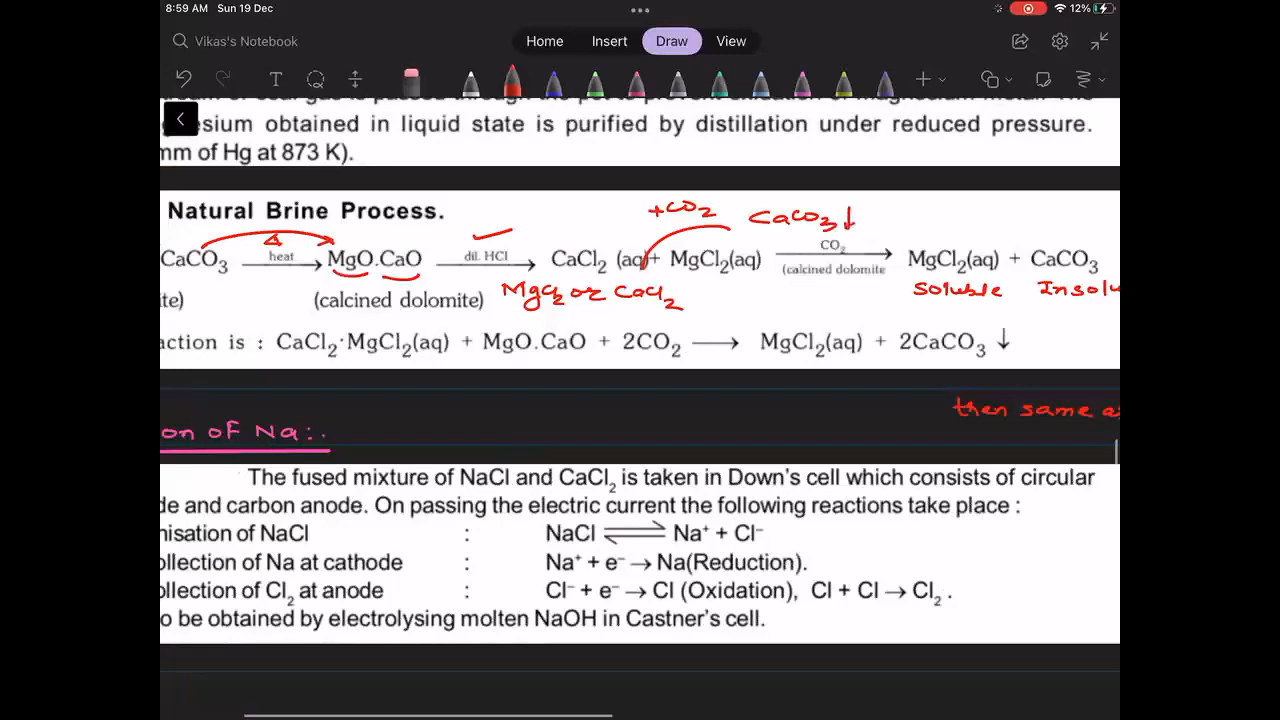 8:59 AM Sun 19 Dec
12%
Vikas's Notebook
Home Insert Draw View
esium obtained in liquid state is purified by distillation under reduced pressure.
mm of Hg at 873 K).
Natural Brine Process.
+CO₂ CaCO₃↓
CaCO₃ —heat→ MgO.CaO —dil. HCl→ CaCl₂ (aq)+ MgCl₂(aq) —CO₂ (calcined dolomite→ MgCl₂(aq) + CaCO₃
Δ
MgCl₂ or CaCl₂ Soluble Insolu
ite) (calcined dolomite)
action is : CaCl₂·MgCl₂(aq) + MgO.CaO + 2CO₂ ⟶ MgCl₂(aq) + 2CaCO₃ ↓
then same as
on of Na:.
The fused mixture of NaCl and CaCl₂ is taken in Down's cell which consists of circular
de and carbon anode. On passing the electric current the following reactions take place :
nisation of NaCl : NaCl ⇌ Na⁺ + Cl⁻
ollection of Na at cathode : Na⁺ + e⁻ → Na(Reduction).
ollection of Cl₂ at anode : Cl⁻ + e⁻ → Cl (Oxidation), Cl + Cl → Cl₂ .
o be obtained by electrolysing molten NaOH in Castner's cell.